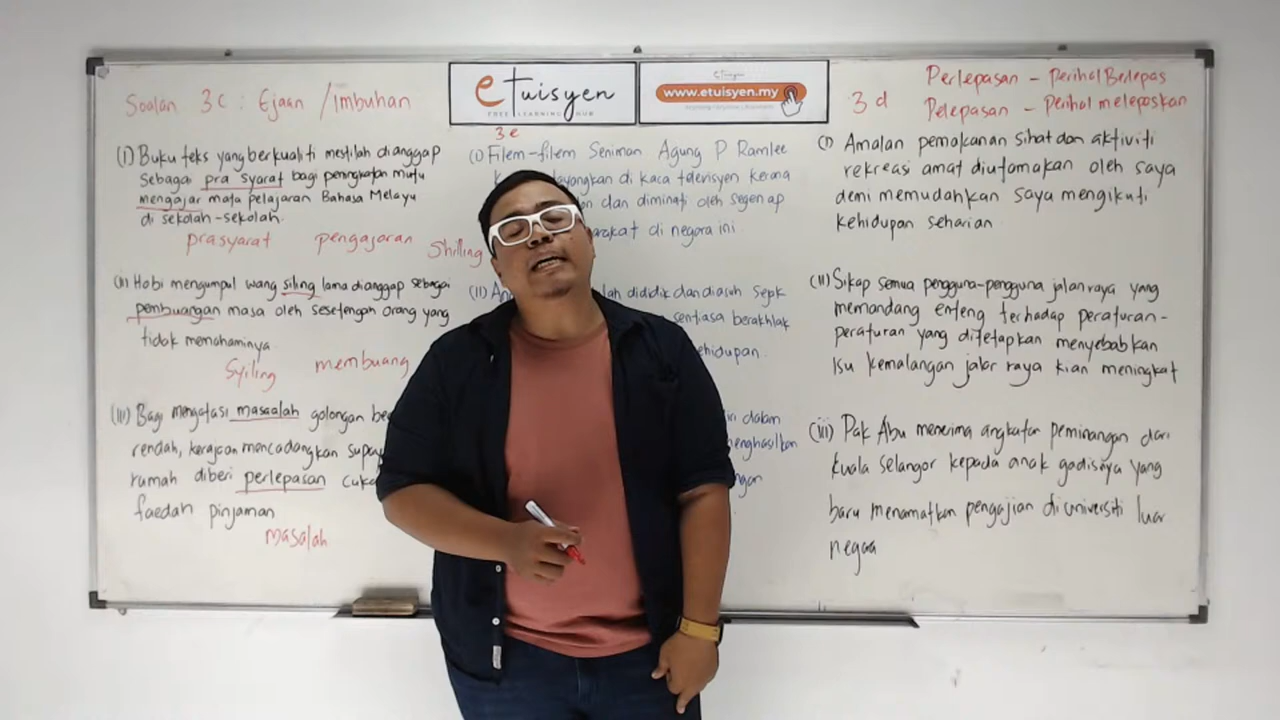 Soalan 3c : Ejaan / Imbuhan
(i) Buku teks yang berkualiti mestilah dianggap
sebagai pra syarat bagi peningkatan mutu
mengajar mata pelajaran Bahasa Melayu
di sekolah-sekolah.
prasyarat pengajaran
Shilling
(ii) Hobi mengumpul wang siling lama dianggap sebagai
pembuangan masa oleh sesetengah orang yang
tidak memahaminya.
Syiling membuang
(iii) Bagi mengatasi masaalah golongan
rendah, kerajaan mencadangkan
rumah diberi perlepasan
faedah pinjaman
masalah
etuisyen
FREE LEARNING HUB
etuisyen
www.etuisyen.my
3e
(i) Filem-filem Seniman Agung P Ramlee
ditayangkan di kaca televisyen kerana
dan diminati oleh segenap
di negara ini
(ii)
dididik dan diasuh sejak
sentiasa berakhlak
kehidupan.
dalam
menghasilkan
3d
Perlepasan - Perihal Berlepas
Pelepasan - Perihal melepaskan
(i) Amalan pemakanan sihat dan aktiviti
rekreasi amat diutamakan oleh saya
demi memudahkan saya mengikuti
kehidupan seharian
(ii) Sikap semua pengguna-pengguna jalan raya yang
memandang enteng terhadap peraturan-
peraturan yang ditetapkan menyebabkan
isu kemalangan jalar raya kian meningkat
(iii) Pak Abu menerima angkatan peminangan dari
Kuala Selangor kepada anak gadisnya yang
baru menamatkan pengajian di universiti luar
negara